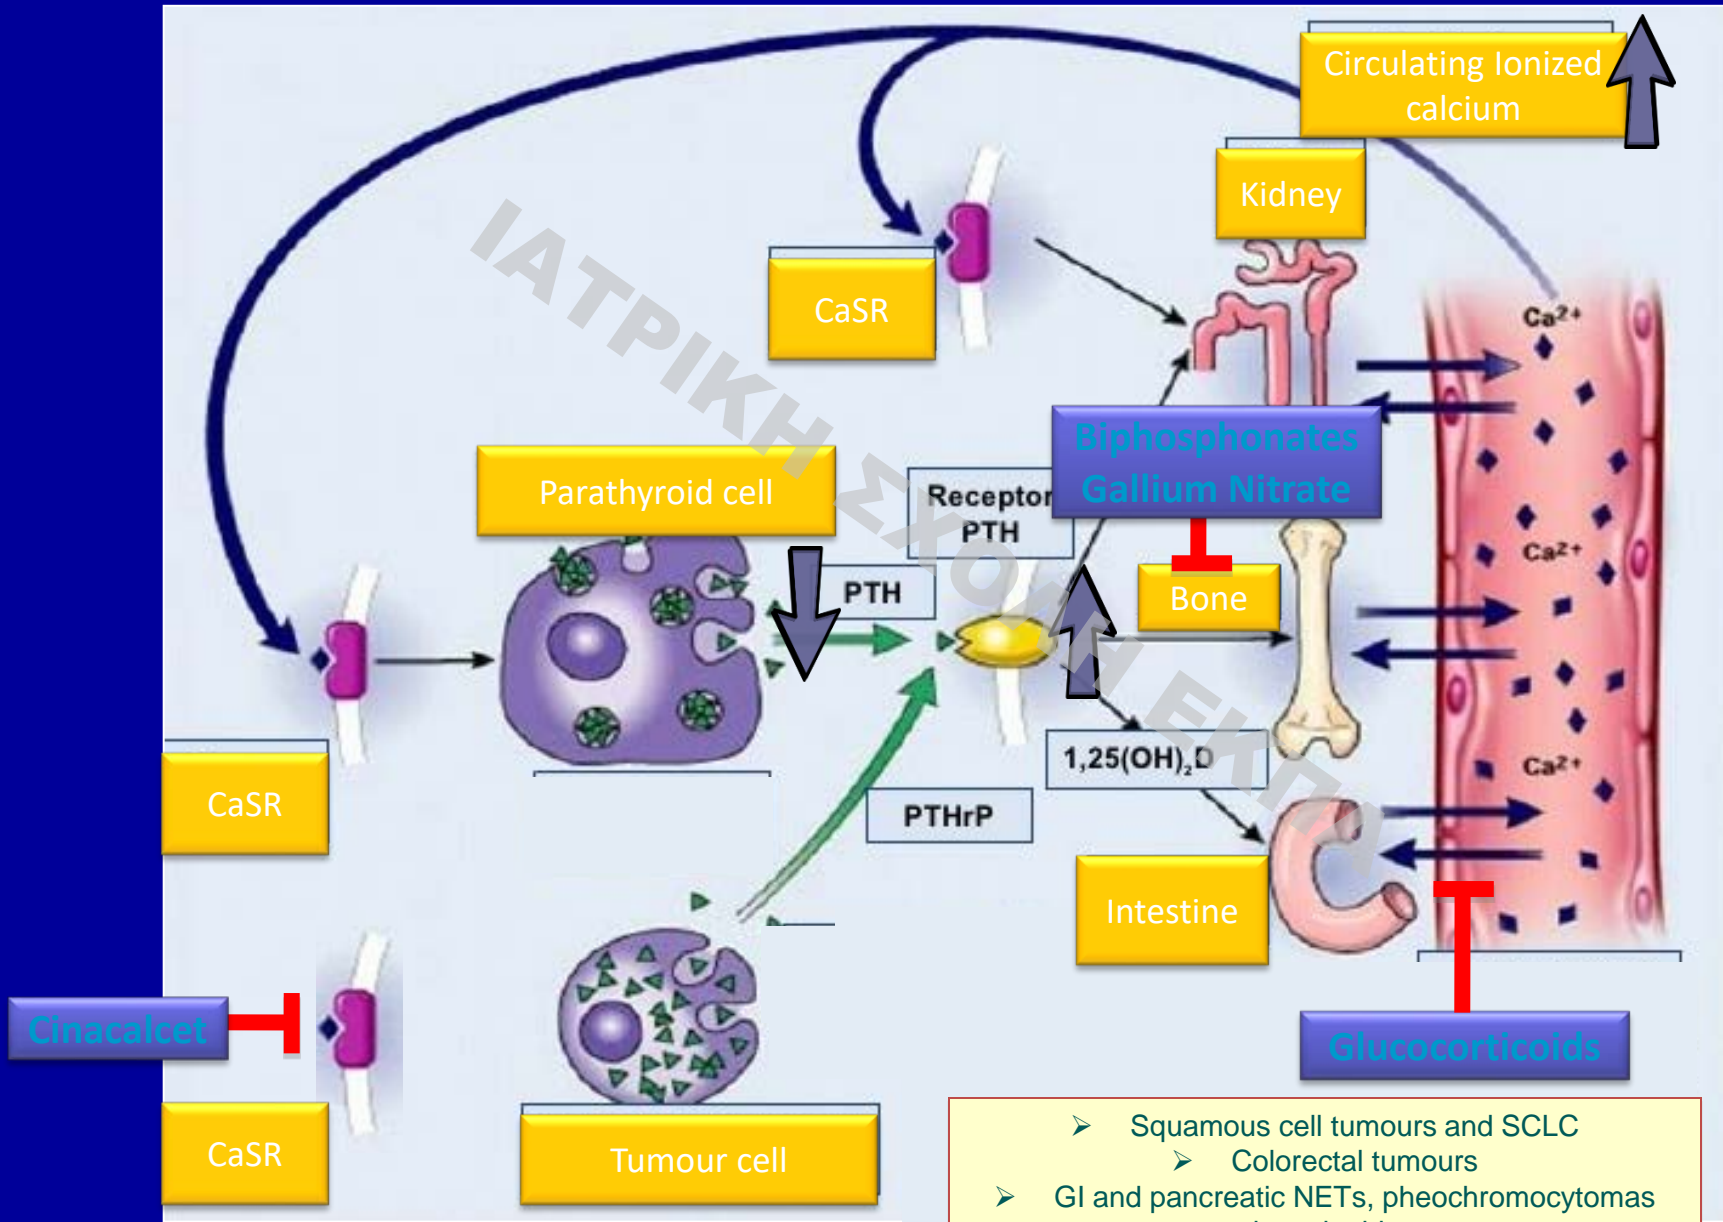 Circulating Ionized
calcium
Kidney
CaSR
Ca²⁺
Biphosphonates
Gallium Nitrate
Parathyroid cell
Receptor
PTH
PTH
Bone
Ca²⁺
1,25(OH)₂D
Ca²⁺
CaSR
PTHrP
Intestine
Cinacalcet
Glucocorticoids
CaSR
Tumour cell
➢ Squamous cell tumours and SCLC
➢ Colorectal tumours
➢ GI and pancreatic NETs, pheochromocytomas
ΙΑΤΡΙΚΗ ΣΧΟΛΗ ΕΚΠΑ